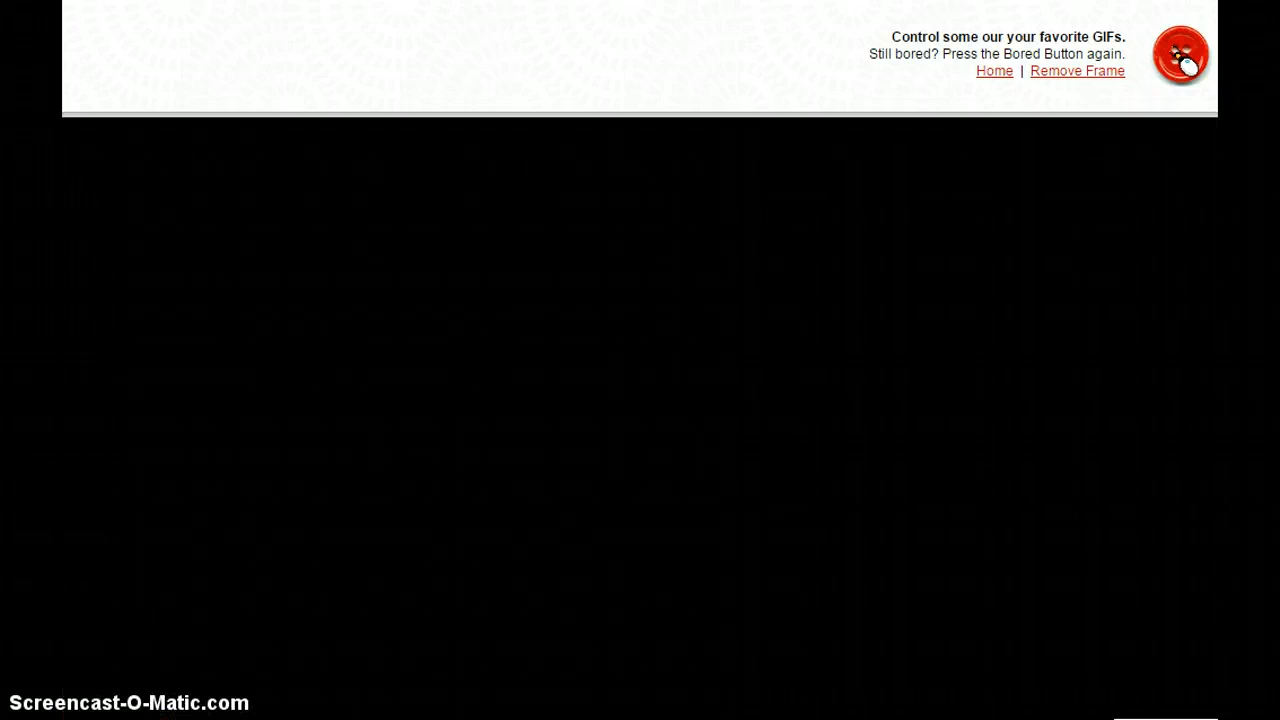 Control some our your favorite GIFs.
Still bored? Press the Bored Button again.
Home | Remove Frame
Screencast-O-Matic.com